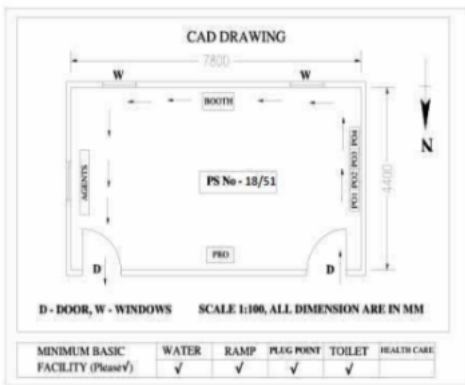 CAD DRAWING
7800
W W
BOOTH
AGENTS
PS No - 18/51
PO1 PO2 PO3 PO4
4400
N
PRO
D D
D - DOOR, W - WINDOWS SCALE 1:100, ALL DIMENSION ARE IN MM
MINIMUM BASIC WATER RAMP PLUG POINT TOILET HEALTH CARE
FACILITY (Please√) √ √ √ √